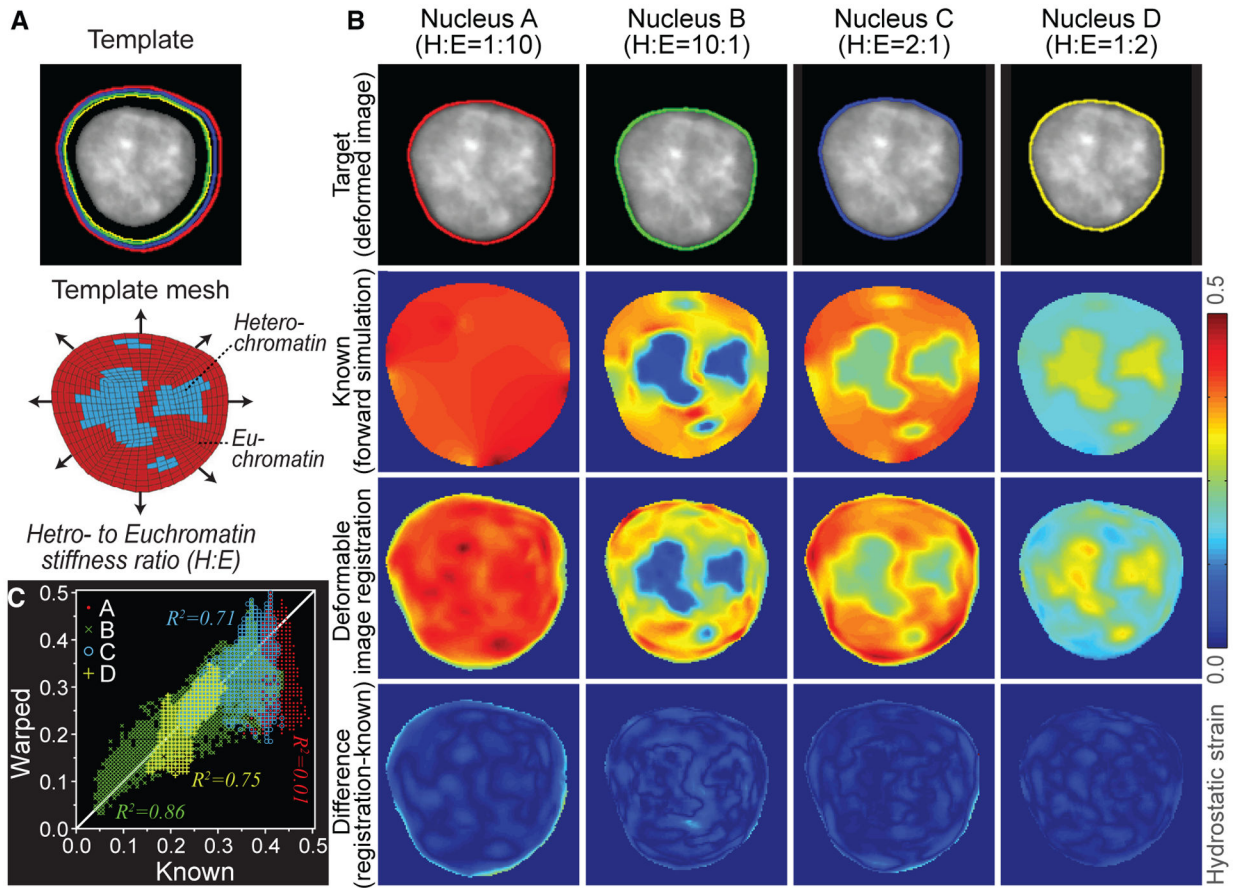 A
Template
Template mesh
Hetero-
chromatin
Eu-
chromatin
Hetro- to Euchromatin
stiffness ratio (H:E)
B
Nucleus A
(H:E=1:10)
Nucleus B
(H:E=10:1)
Nucleus C
(H:E=2:1)
Nucleus D
(H:E=1:2)
Target
(deformed image)
Known
(forward simulation)
Deformable
image registration
Difference
(registration-known)
0.5
0.0
Hydrostatic strain
C
0.5
0.4
0.3
0.2
0.1
0.0
Warped
A
B
C
D
R²=0.71
R²=0.01
R²=0.75
R²=0.86
0.0 0.1 0.2 0.3 0.4 0.5
Known